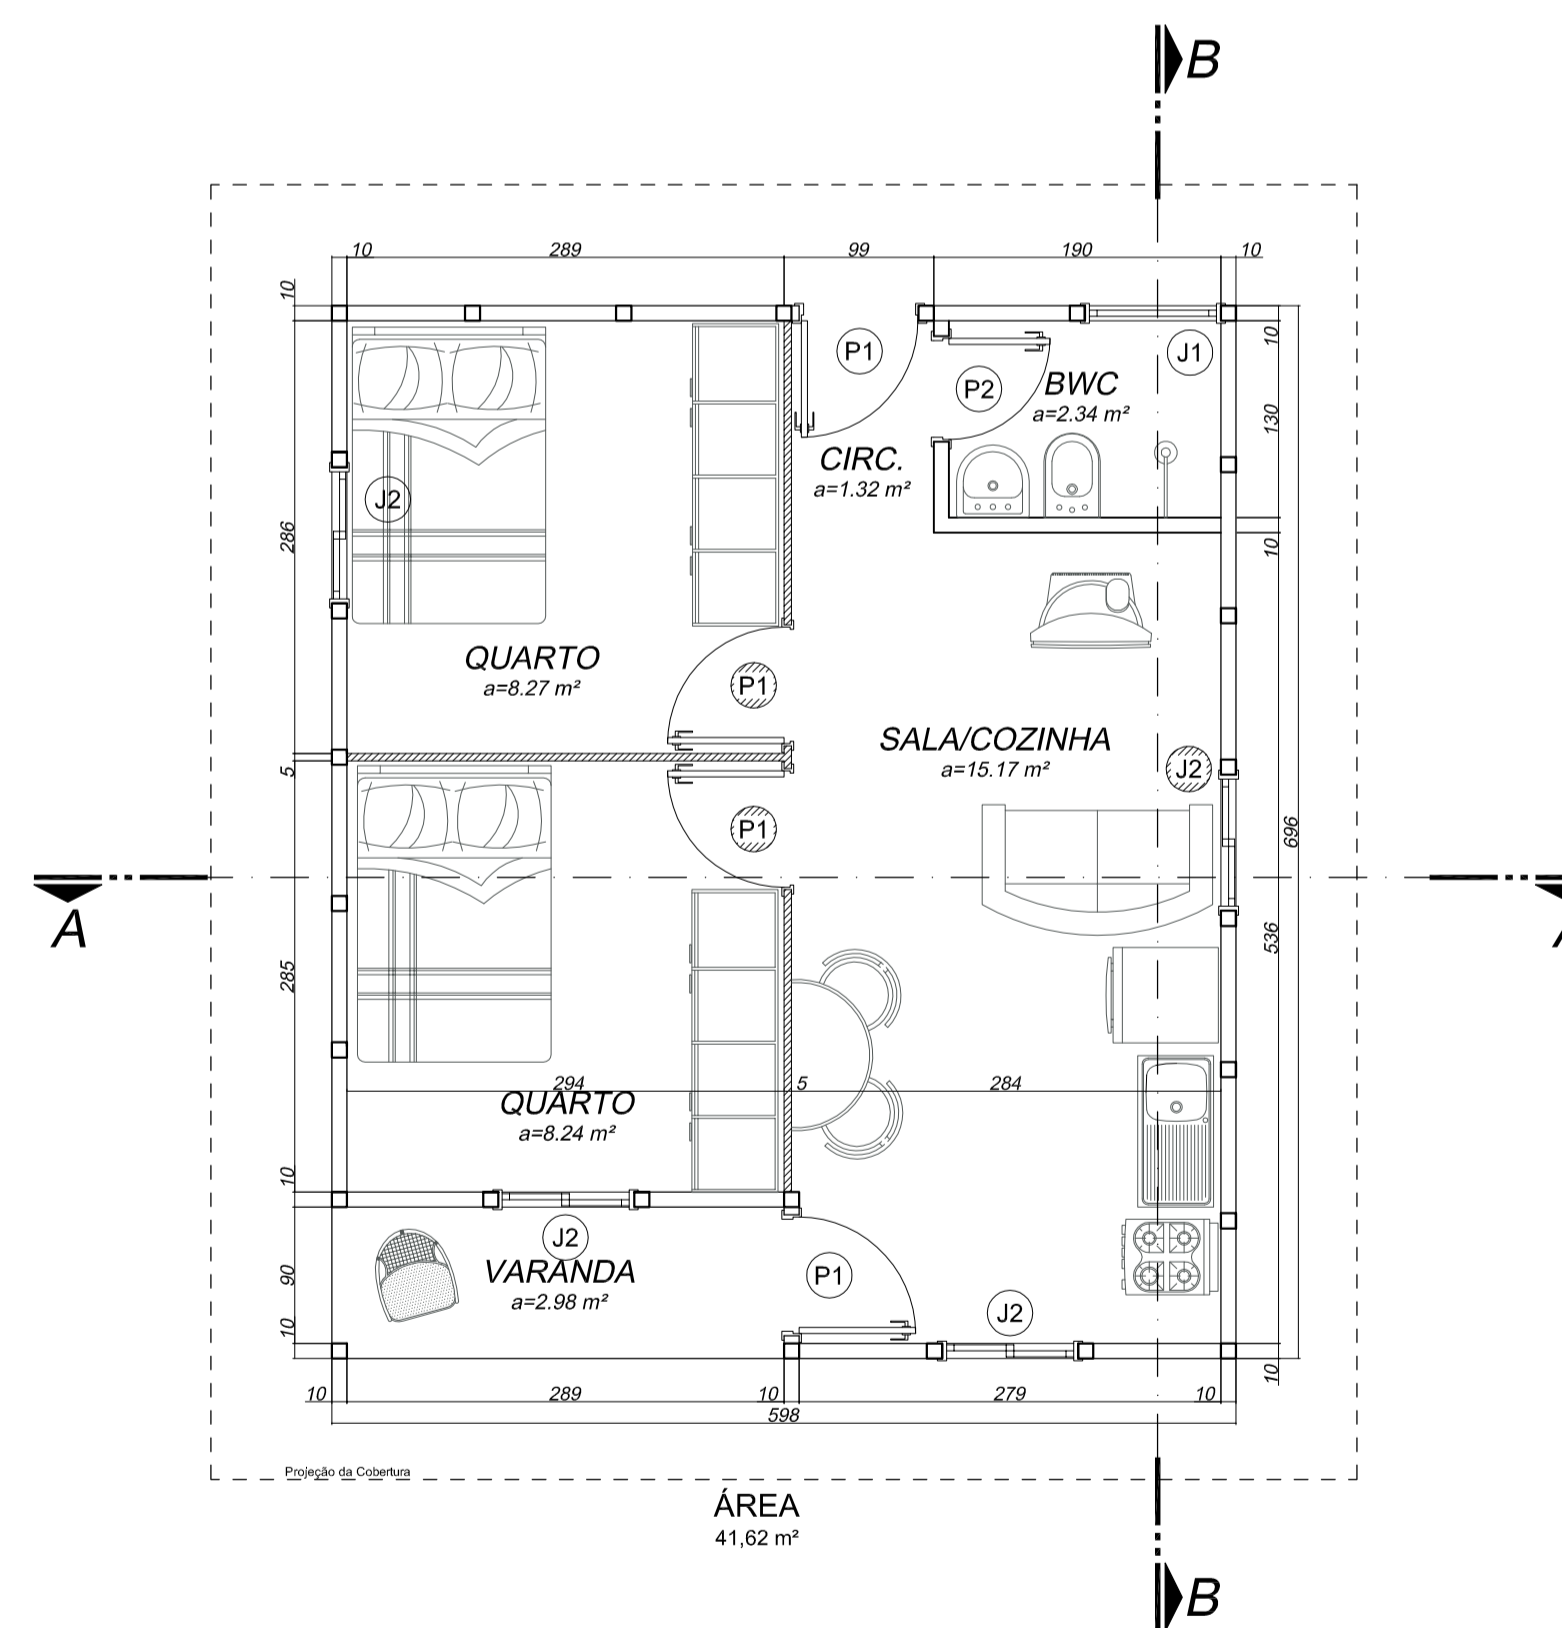 B
10 289 99 190 10
10
10
P1
J1
P2
BWC
a=2.34 m²
130
CIRC.
a=1.32 m²
J2
286
10
QUARTO
a=8.27 m²
P1
SALA/COZINHA
a=15.17 m²
J2
5
P1
696
A
536
285
294 5 284
QUARTO
a=8.24 m²
10
J2
VARANDA
a=2.98 m²
P1
90
J2
10
10
10 289 10 279 10
598
Projeção da Cobertura
ÁREA
41,62 m²
B